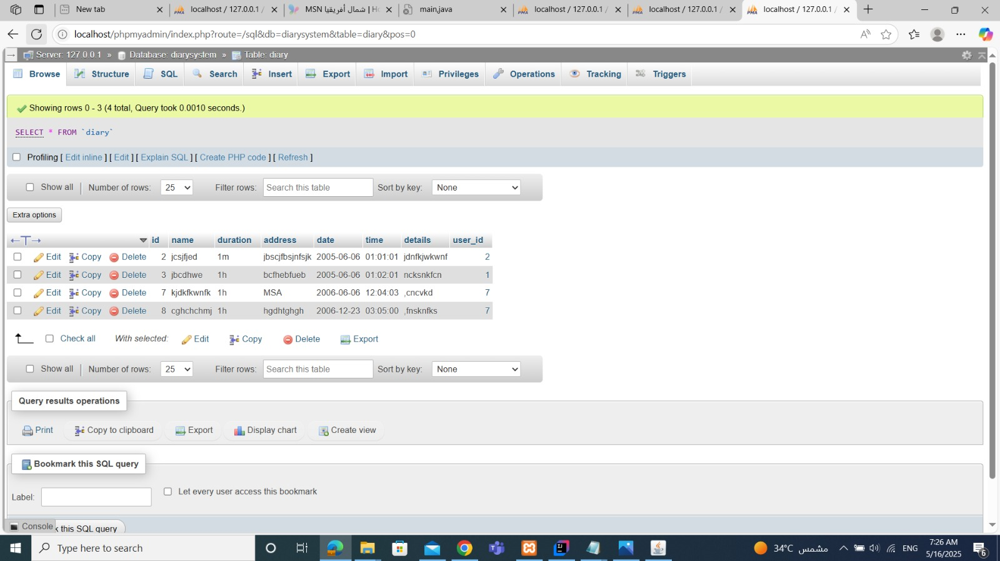 New tab
localhost / 127.0.0.1 /
MSN شمال أفريقيا | Ho
main,java
localhost / 127.0.0.1 /
localhost / 127.0.0.1 /
localhost / 127.0.0.1 /
localhost/phpmyadmin/index.php?route=/sql&db=diarysystem&table=diary&pos=0
Server: 127.0.0.1 » Database: diarysystem » Table: diary
Browse Structure SQL Search Insert Export Import Privileges Operations Tracking Triggers
Showing rows 0 - 3 (4 total, Query took 0.0010 seconds.)
SELECT * FROM `diary`
Profiling [ Edit inline ] [ Edit ] [ Explain SQL ] [ Create PHP code ] [ Refresh ]
Show all | Number of rows: 25 Filter rows: Search this table Sort by key: None
Extra options
id name duration address date time details user_id
Edit Copy Delete 2 jcsjfjed 1m jbscjfbsjnfsjk 2005-06-06 01:01:01 jdnfkjwkwnf 2
Edit Copy Delete 3 jbcdhwe 1h bcfhebfueb 2005-06-06 01:02:01 ncksnkfcn 1
Edit Copy Delete 7 kjdkfkwnfk 1h MSA 2006-06-06 12:04:03 ,cncvkd 7
Edit Copy Delete 8 cghchchmj 1h hgdhtghgh 2006-12-23 03:05:00 ,fnsknfks 7
Check all With selected: Edit Copy Delete Export
Show all | Number of rows: 25 Filter rows: Search this table Sort by key: None
Query results operations
Print Copy to clipboard Export Display chart Create view
Bookmark this SQL query
Label: Let every user access this bookmark
Console k this SQL query
Type here to search
34°C مشمس
ENG
7:26 AM
5/16/2025
6